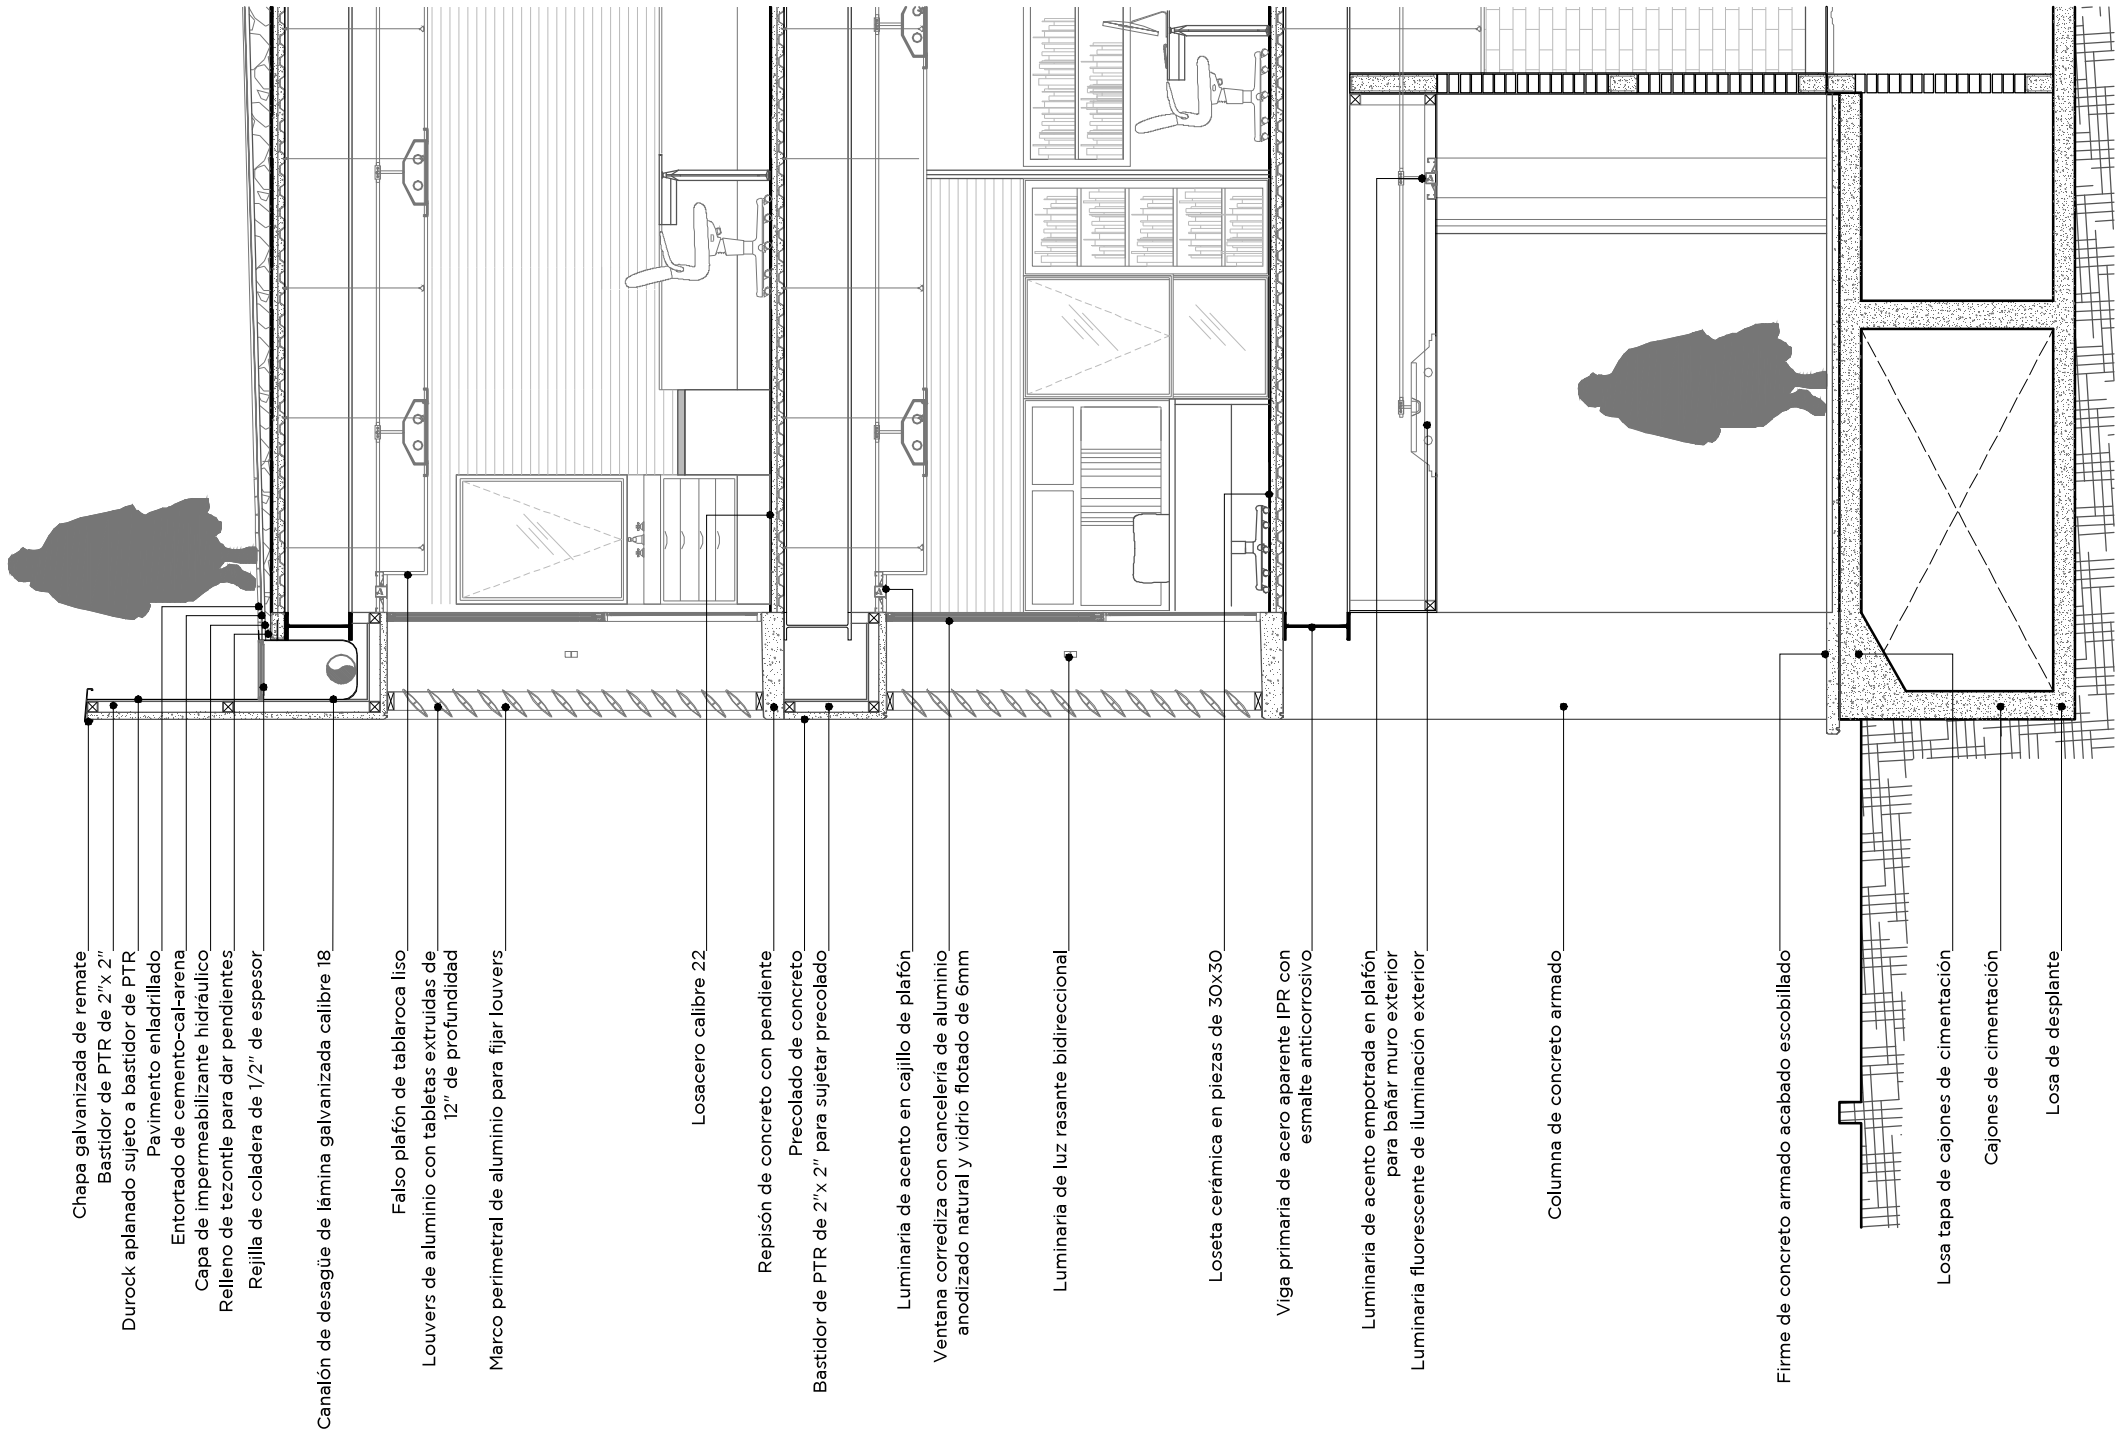 Chapa galvanizada de remate
Bastidor de PTR de 2"x 2"
Durock aplanado sujeto a bastidor de PTR
Pavimento enladrillado
Entortado de cemento-cal-arena
Capa de impermeabilizante hidráulico
Relleno de tezontle para dar pendientes
Rejilla de coladera de 1/2" de espesor
Canalón de desagüe de lámina galvanizada calibre 18
Falso plafón de tablaroca liso
Louvers de aluminio con tabletas extruidas de
12" de profundidad
Marco perimetral de aluminio para fijar louvers
Losacero calibre 22
Repisón de concreto con pendiente
Precolado de concreto
Bastidor de PTR de 2"x 2" para sujetar precolado
Luminaria de acento en cajillo de plafón
Ventana corrediza con cancelería de aluminio
anodizado natural y vidrio flotado de 6mm
Luminaria de luz rasante bidireccional
Loseta cerámica en piezas de 30x30
Viga primaria de acero aparente IPR con
esmalte anticorrosivo
Luminaria de acento empotrada en plafón
para bañar muro exterior
Luminaria fluorescente de iluminación exterior
Columna de concreto armado
Firme de concreto armado acabado escobillado
Losa tapa de cajones de cimentación
Cajones de cimentación
Losa de desplante